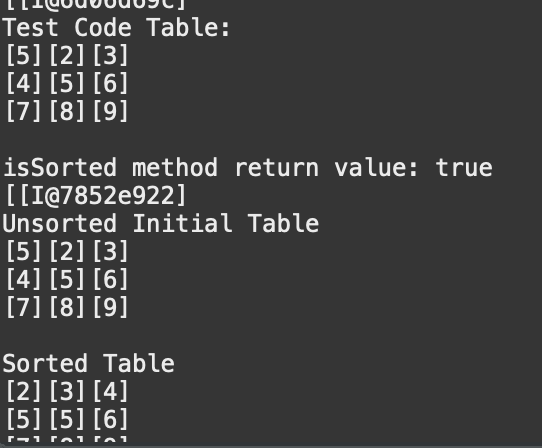 Test Code Table:
[5][2][3]
[4][5][6]
[7][8][9]
isSorted method return value: true
[[I@7852e922]
Unsorted Initial Table
[5][2][3]
[4][5][6]
[7][8][9]
Sorted Table
[2][3][4]
[5][5][6]